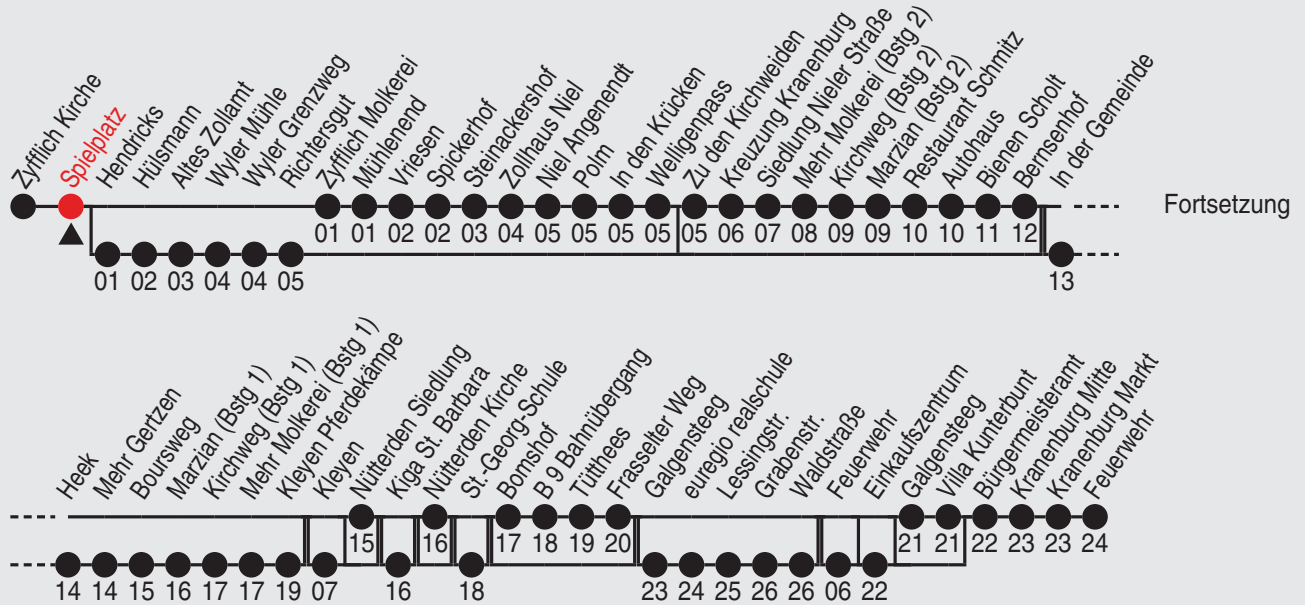 Zyfflich Kirche
Spielplatz
Hendricks
Hülsmann
Altes Zollamt
Wyler Mühle
Wyler Grenzweg
Richtersgut
Zyfflich Molkerei
Mühlenend
Vriesen
Spickerhof
Steinackershof
Zollhaus Niel
Niel Angenendt
Polm
In den Krücken
Welligenpass
Zu den Kirchweiden
Kreuzung Kranenburg
Siedlung Nieler Straße
Mehr Molkerei (Bstg 2)
Kirchweg (Bstg 2)
Marzian (Bstg 2)
Restaurant Schmitz
Autohaus
Bienen Scholt
Bernsenhof
In der Gemeinde
Fortsetzung
01 01 02 02 03 04 05 05 05 05 05 06 07 08 09 09 10 10 11 12
01 02 03 04 04 05 13
Heek
Mehr Gertzen
Boursweg
Marzian (Bstg 1)
Kirchweg (Bstg 1)
Mehr Molkerei (Bstg 1)
Kleyen Pferdekämpe
Kleyen
Nütterden Siedlung
Kiga St. Barbara
Nütterden Kirche
St.-Georg-Schule
Bomshof
B 9 Bahnübergang
Tütthees
Frasselter Weg
Galgensteeg
euregio realschule
Lessingstr.
Grabenstr.
Waldstraße
Feuerwehr
Einkaufszentrum
Galgensteeg
Villa Kunterbunt
Bürgermeisteramt
Kranenburg Mitte
Kranenburg Markt
Feuerwehr
15 16 17 18 19 20 21 21 22 23 23 24
14 14 15 16 17 17 19 07 16 18 23 24 25 26 26 06 22